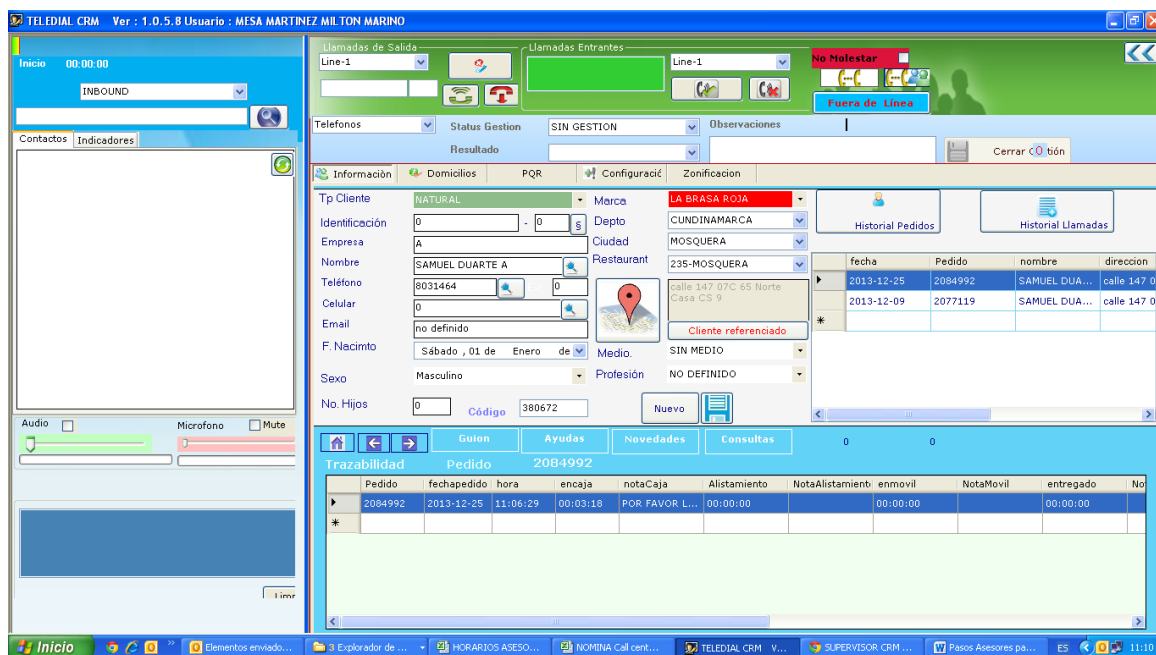 TELEDIAL CRM Ver : 1.0.5.8 Usuario : MESA MARTINEZ MILTON MARINO
Inicio 00:00:00
INBOUND
Contactos Indicadores
Audio Microfono Mute
Llamadas de Salida Llamadas Entrantes
Line-1 Line-1
No Molestar
Fuera de Línea
Telefonos Status Gestion SIN GESTION Observaciones
Resultado
0
Informaciòn Domicilios PQR Configuració Zonificacion
Tp Cliente NATURAL Marca LA BRASA ROJA
Identificación 0 - 0 § Depto CUNDINAMARCA
Empresa A Ciudad MOSQUERA
Nombre SAMUEL DUARTE A Restaurant 235-MOSQUERA
Teléfono 8031464 0
calle 147 07C 65 Norte
Casa CS 9
Celular 0
Cliente referenciado
Email no definido
F. Nacimto Sábado , 01 de Enero de Medio. SIN MEDIO
Sexo Masculino Profesión NO DEFINIDO
No. Hijos 0 Código 380672 Nuevo
Historial Pedidos Historial Llamadas
fecha Pedido nombre direccion
2013-12-25 2084992 SAMUEL DUA... calle 147 0
2013-12-09 2077119 SAMUEL DUA... calle 147 0
Guion Ayudas Novedades Consultas 0 0
Trazabilidad Pedido 2084992
Pedido fechapedido hora encaja notaCaja Alistamiento NotaAlistamient enmovil NotaMovil entregado
2084992 2013-12-25 11:06:29 00:03:18 POR FAVOR L... 00:00:00 00:00:00 00:00:00
Inicio Elementos enviado... 3 Explorador de ... HORARIOS ASESO... NOMINA Call cent... TELEDIAL CRM V... SUPERVISOR CRM ... Pasos Asesores pa... ES 11:10